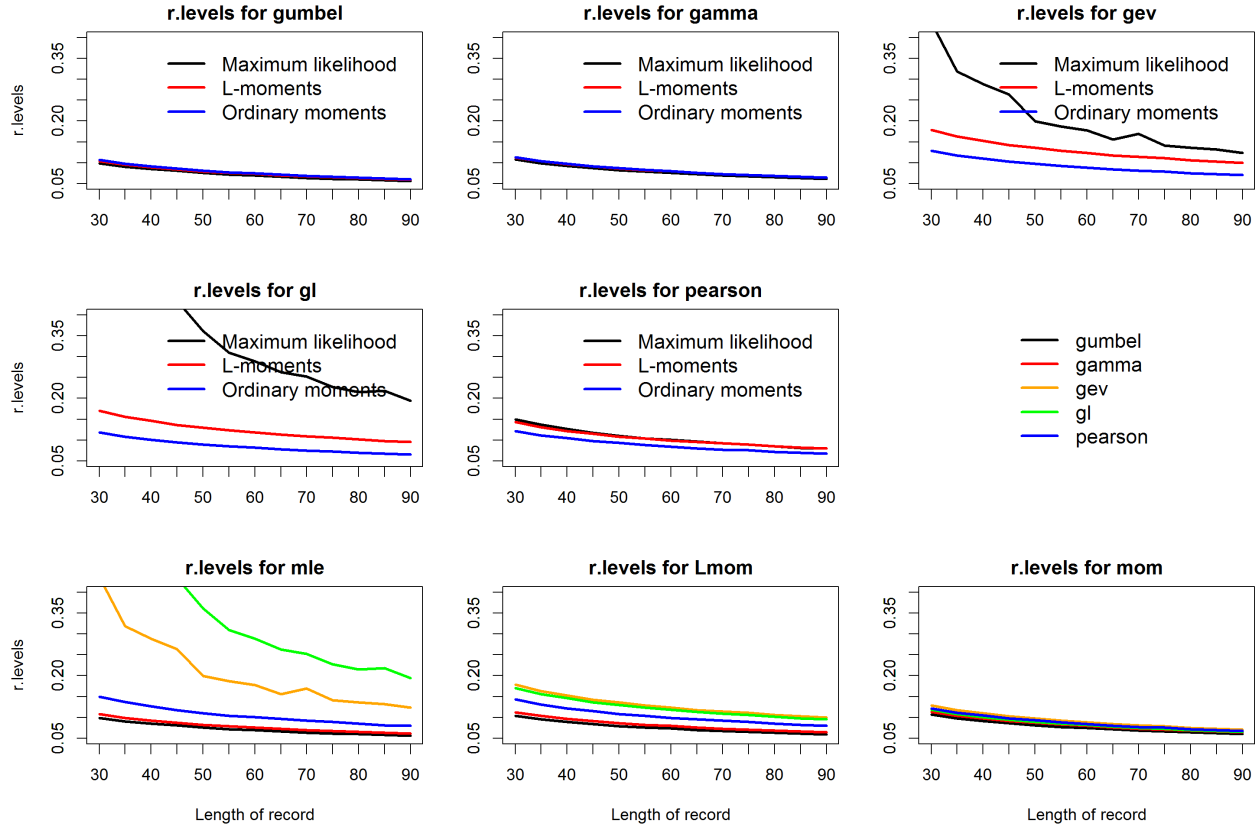 r.levels for gumbel
r.levels for gamma
r.levels for gev
r.levels
0.05 0.20 0.35
Maximum likelihood
L-moments
Ordinary moments
30 40 50 60 70 80 90
0.05 0.20 0.35
Maximum likelihood
L-moments
Ordinary moments
30 40 50 60 70 80 90
0.05 0.20 0.35
Maximum likelihood
L-moments
Ordinary moments
30 40 50 60 70 80 90
r.levels for gl
r.levels for pearson
r.levels
0.05 0.20 0.35
Maximum likelihood
L-moments
Ordinary moments
30 40 50 60 70 80 90
0.05 0.20 0.35
Maximum likelihood
L-moments
Ordinary moments
30 40 50 60 70 80 90
gumbel
gamma
gev
gl
pearson
r.levels for mle
r.levels for Lmom
r.levels for mom
r.levels
0.05 0.20 0.35
30 40 50 60 70 80 90
Length of record
0.05 0.20 0.35
30 40 50 60 70 80 90
Length of record
0.05 0.20 0.35
30 40 50 60 70 80 90
Length of record